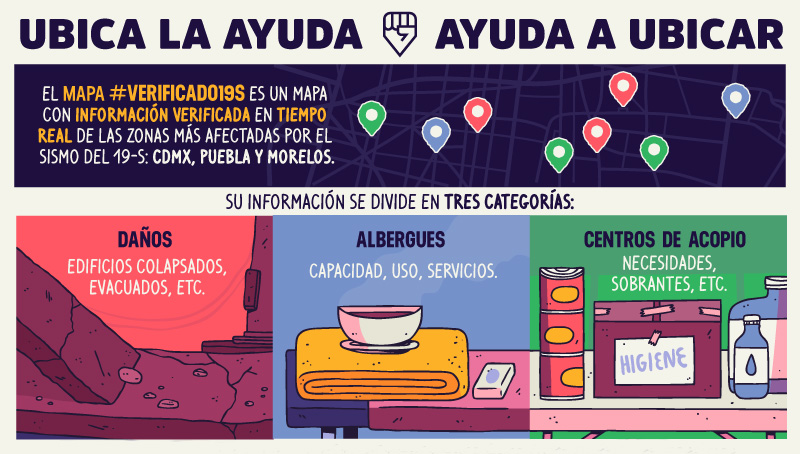 UBICA LA AYUDA AYUDA A UBICAR
EL MAPA #VERIFICADO19S ES UN MAPA
CON INFORMACIÓN VERIFICADA EN TIEMPO
REAL DE LAS ZONAS MÁS AFECTADAS POR EL
SISMO DEL 19-S: CDMX, PUEBLA Y MORELOS.
SU INFORMACIÓN SE DIVIDE EN TRES CATEGORÍAS:
DAÑOS
EDIFICIOS COLAPSADOS,
EVACUADOS, ETC.
ALBERGUES
CAPACIDAD, USO, SERVICIOS.
CENTROS DE ACOPIO
NECESIDADES,
SOBRANTES, ETC.
HIGIENE